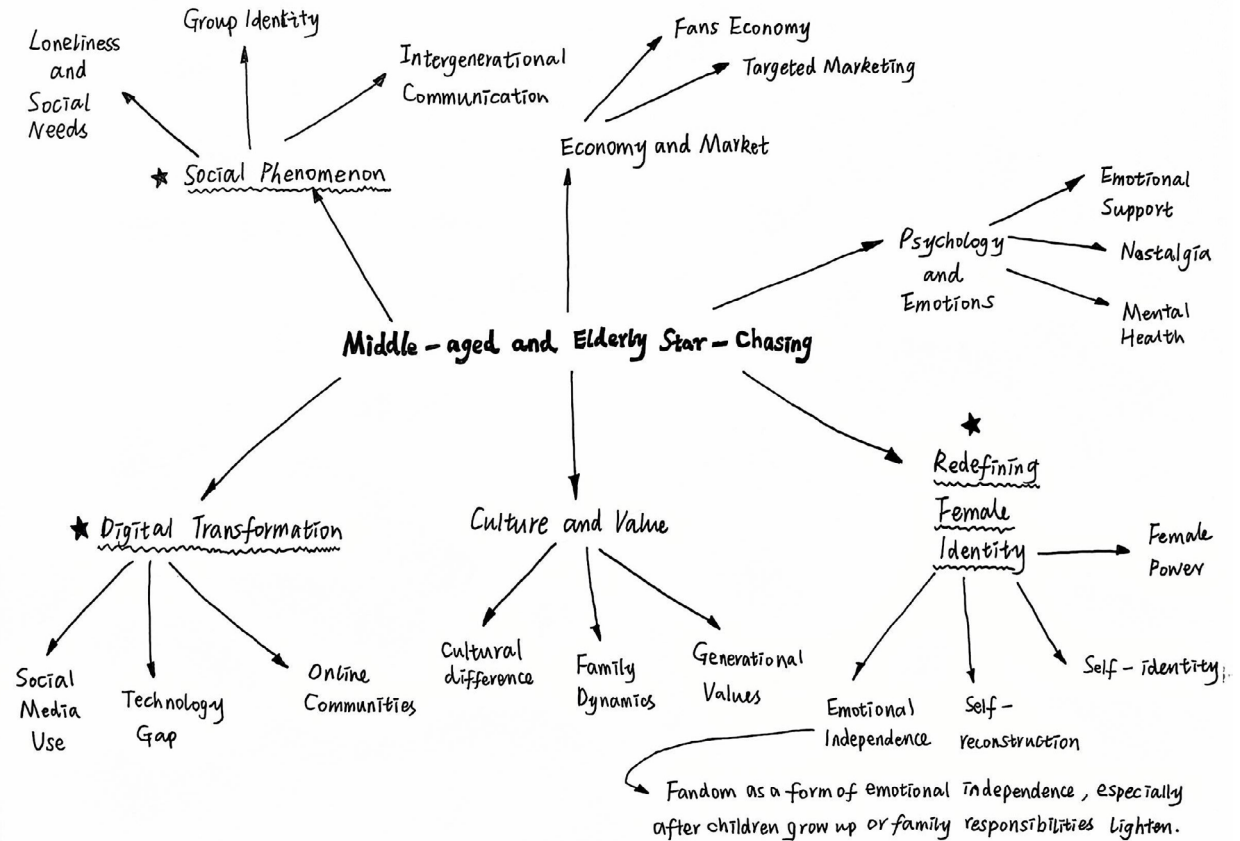 Group Identity
Loneliness
and
Social
Needs
Intergenerational
Communication
★ Social Phenomenon
Fans Economy
Targeted Marketing
Economy and Market
Emotional
Support
Psychology
and
Emotions
Nostalgia
Mental
Health
Middle-aged and Elderly Star-Chasing
★
Redefining
Female
Identity
Female
Power
Self-identity
Self-
reconstruction
Emotional
Independence
Fandom as a form of emotional independence, especially
after children grow up or family responsibilities lighten.
Culture and Value
Cultural
difference
Family
Dynamics
Generational
Values
★ Digital Transformation
Social
Media
Use
Technology
Gap
Online
Communities